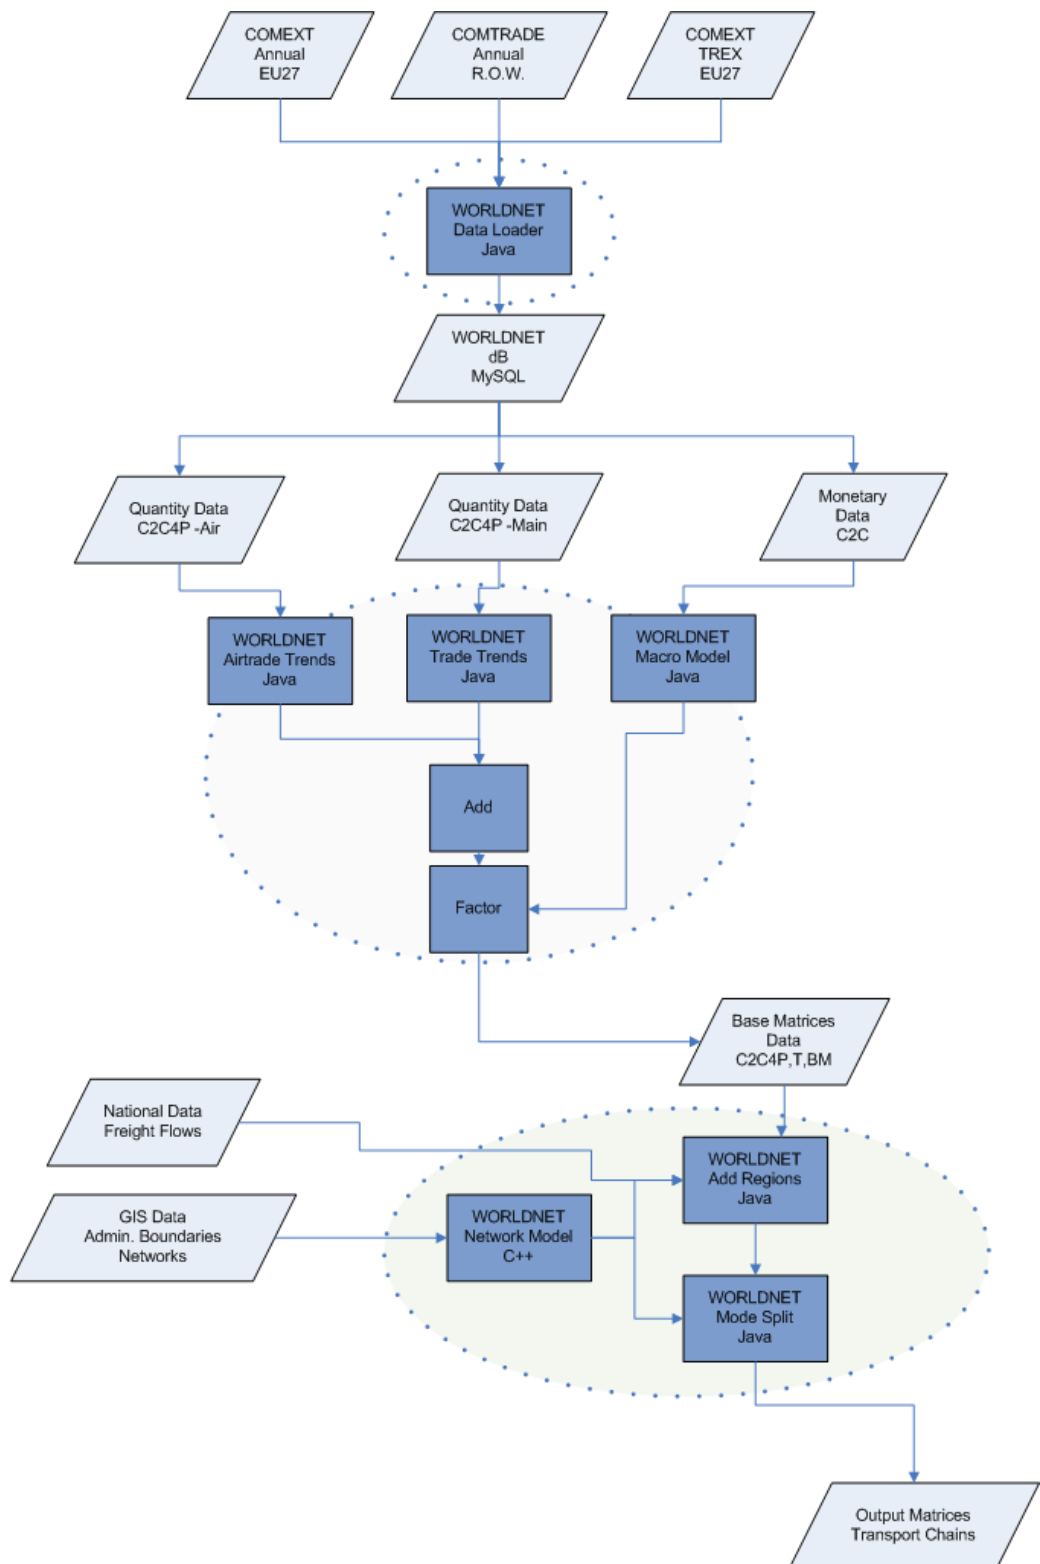 COMEXT
Annual
EU27
COMTRADE
Annual
R.O.W.
COMEXT
TREX
EU27
WORLDNET
Data Loader
Java
WORLDNET
dB
MySQL
Quantity Data
C2C4P -Air
Quantity Data
C2C4P -Main
Monetary
Data
C2C
WORLDNET
Airtrade Trends
Java
WORLDNET
Trade Trends
Java
WORLDNET
Macro Model
Java
Add
Factor
Base Matrices
Data
C2C4P,T,BM
National Data
Freight Flows
WORLDNET
Add Regions
Java
GIS Data
Admin. Boundaries
Networks
WORLDNET
Network Model
C++
WORLDNET
Mode Split
Java
Output Matrices
Transport Chains